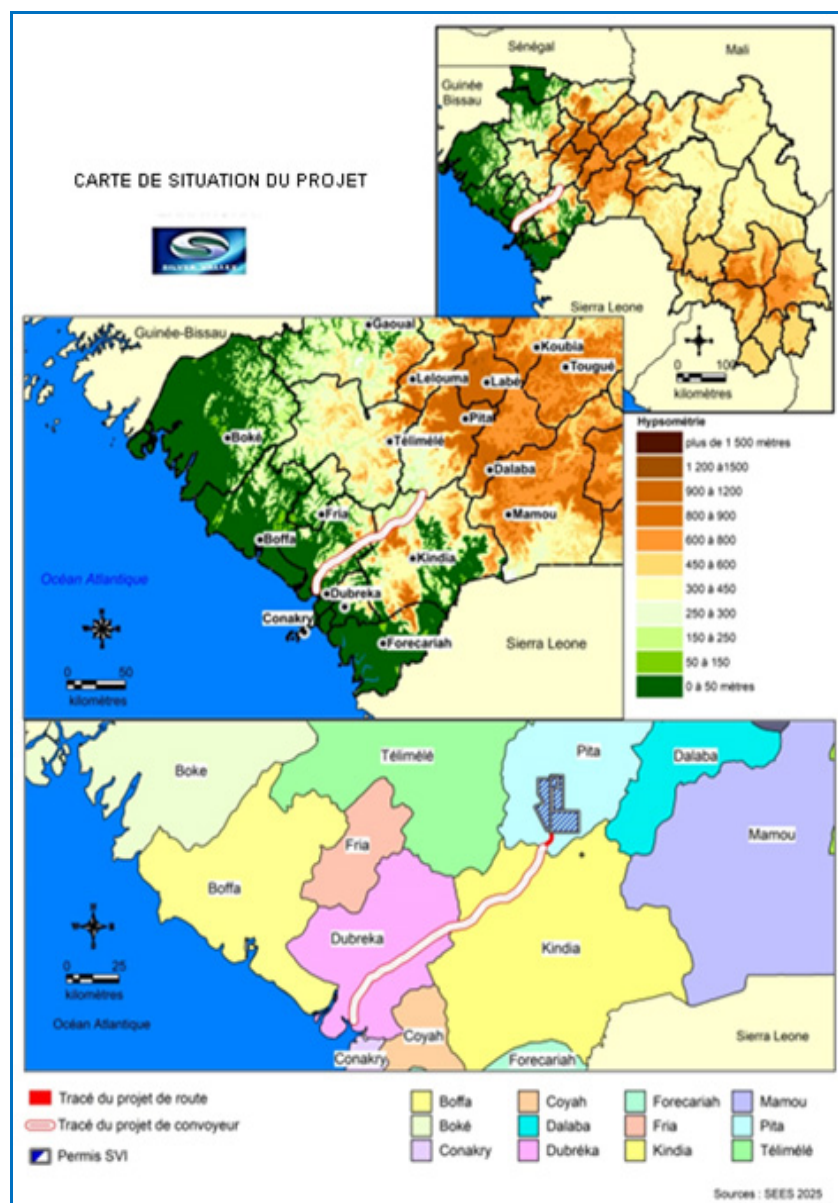 Sénégal
Mali
Guinée
Bissau
CARTE DE SITUATION DU PROJET
SILVER VALLEY
Sierra Leone
0 100
kilomètres
Guinée-Bissau
Gaoual
Koubia
Tougué
Lelouma
Labé
Pita
Boké
Télimélé
Dalaba
Fria
Mamou
Boffa
Kindia
Océan Atlantique
Dubreka
Conakry
Forecariah
Sierra Leone
0 50
kilomètres
Hypsométrie
plus de 1 500 mètres
1 200 à1500
900 à 1200
800 à 900
600 à 800
450 à 600
300 à 450
250 à 300
150 à 250
50 à 150
0 à 50 mètres
Boke
Télimélé
Pita
Dalaba
Mamou
Fria
Boffa
Dubreka
Kindia
0 25
kilomètres
Océan Atlantique
Coyah
Conakry
Forecariah
Sierra Leone
Tracé du projet de route
Tracé du projet de convoyeur
Permis SVI
Boffa
Coyah
Forecariah
Mamou
Boké
Dalaba
Fria
Pita
Conakry
Dubréka
Kindia
Télimélé
Sources : SEES 2025